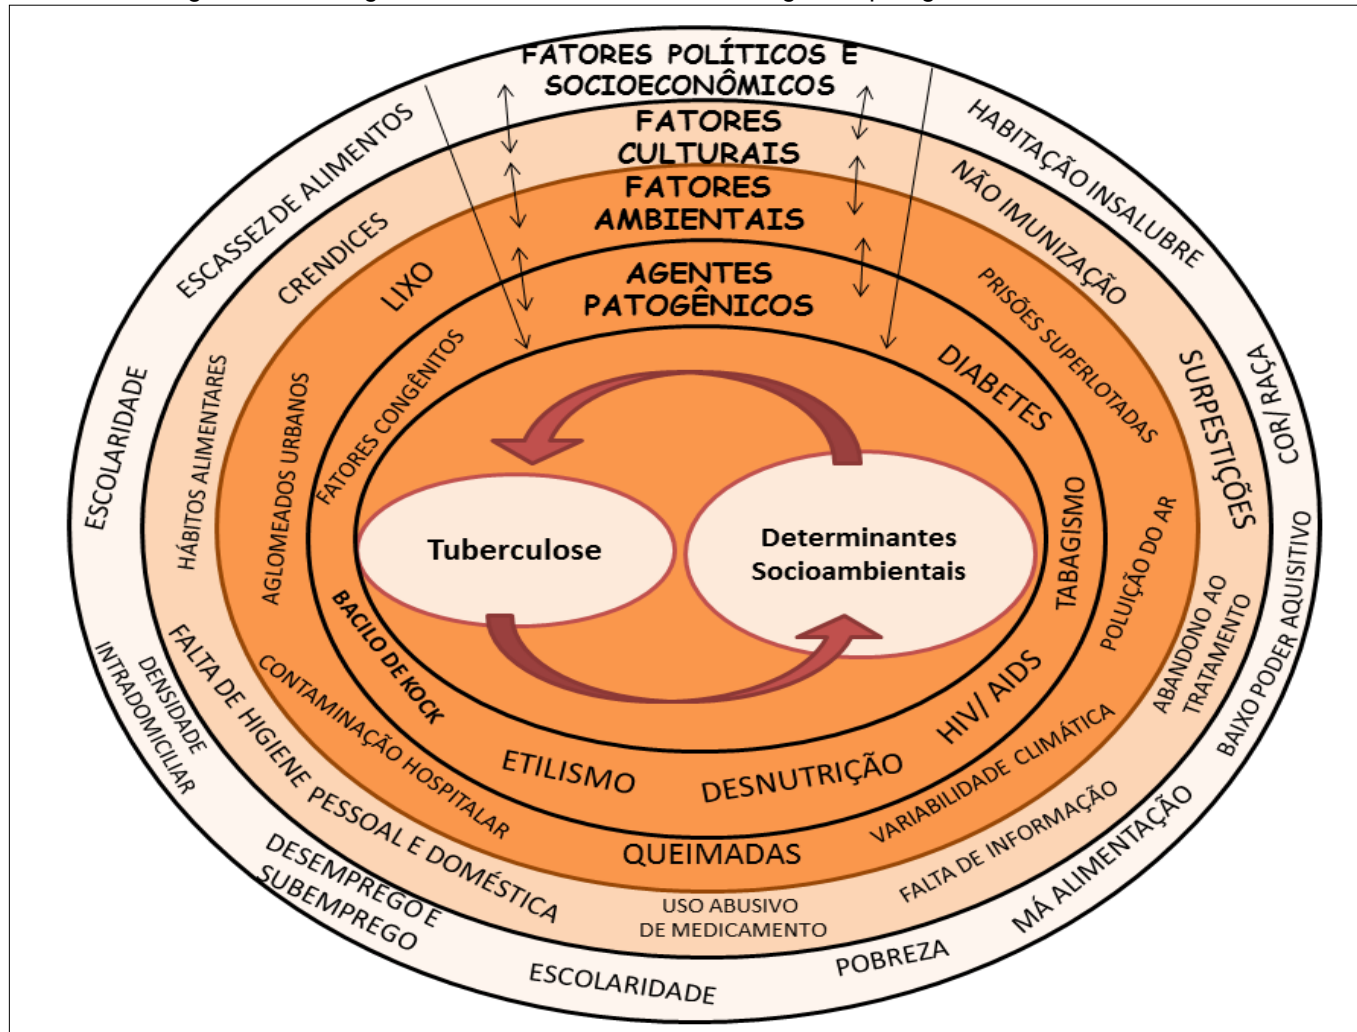 FATORES POLÍTICOS E
SOCIOECONÔMICOS
ESCASSEZ DE ALIMENTOS
HABITAÇÃO INSALUBRE
ESCOLARIDADE
COR/ RAÇA
INTRADOMICILIAR
DENSIDADE
BAIXO PODER AQUISITIVO
DESEMPREGO E
SUBEMPREGO
ESCOLARIDADE
POBREZA
MÁ ALIMENTAÇÃO
FATORES
CULTURAIS
CRENDICES
NÃO IMUNIZAÇÃO
HÁBITOS ALIMENTARES
SURPESTIÇÕES
FALTA DE HIGIENE PESSOAL E DOMÉSTICA
ABANDONO AO
TRATAMENTO
USO ABUSIVO
DE MEDICAMENTO
FALTA DE INFORMAÇÃO
FATORES
AMBIENTAIS
LIXO
PRISÕES SUPERLOTADAS
AGLOMEADOS URBANOS
POLUIÇÃO DO AR
CONTAMINAÇÃO HOSPITALAR
QUEIMADAS
VARIABILIDADE CLIMÁTICA
AGENTES
PATOGÊNICOS
FATORES CONGÊNITOS
DIABETES
TABAGISMO
BACILO DE KOCK
ETILISMO
DESNUTRIÇÃO
HIV/ AIDS
Tuberculose
Determinantes
Socioambientais